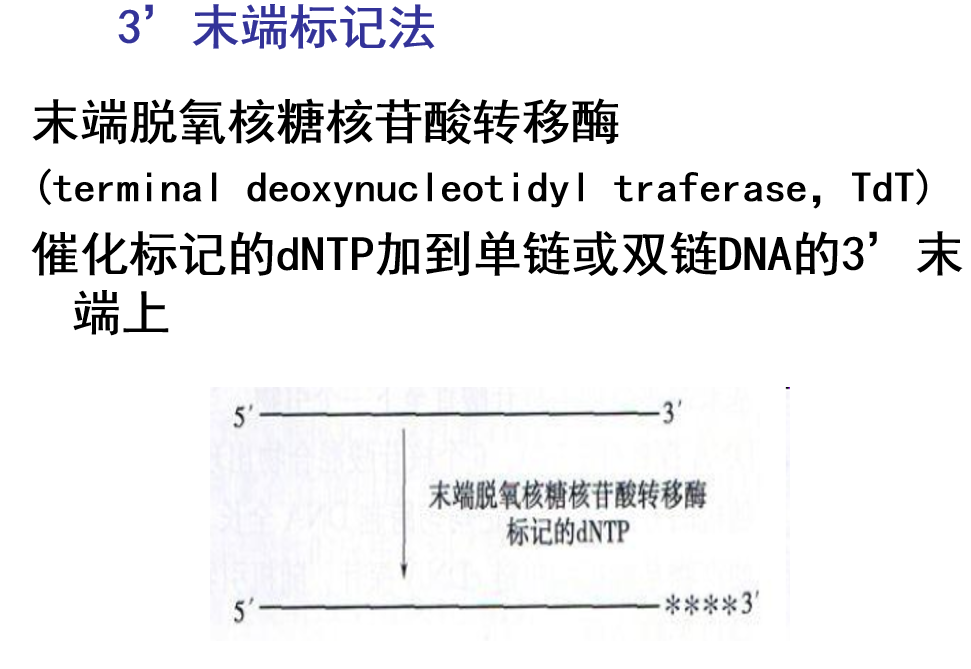 3’末端标记法
末端脱氧核糖核苷酸转移酶
(terminal deoxynucleotidyl traferase，TdT)
催化标记的dNTP加到单链或双链DNA的3’末
端上
5′ 3′
末端脱氧核糖核苷酸转移酶
标记的dNTP
5′ ****3′